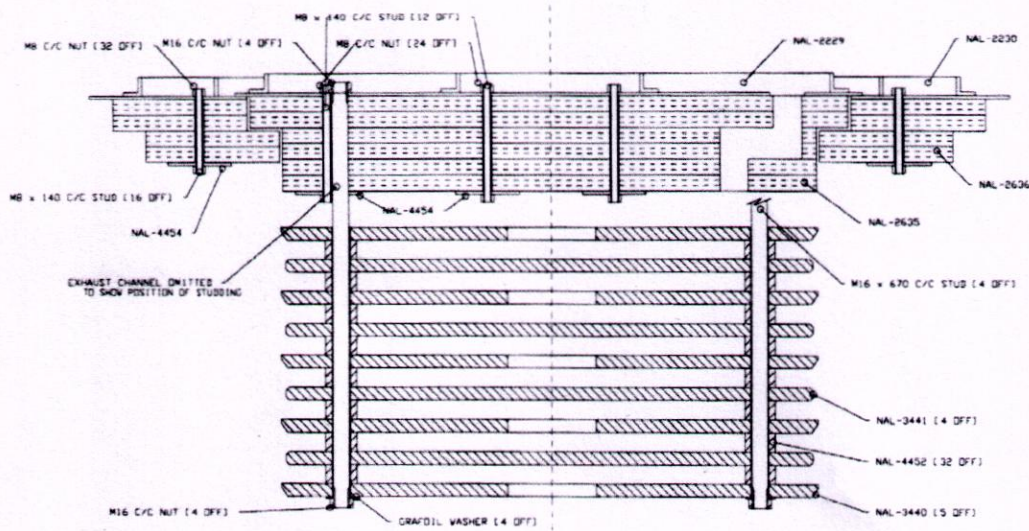 M8 x 140 C/C STUD [12 OFF]
M8 C/C NUT [32 OFF]
M16 C/C NUT [4 OFF]
M8 C/C NUT [24 OFF]
NAL-2229
NAL-2230
M8 x 140 C/C STUD [16 OFF]
NAL-4454
NAL-4454
NAL-2636
NAL-2635
EXHAUST CHANNEL OMITTED
TO SHOW POSITION OF STUDDING
M16 x 670 C/C STUD [4 OFF]
NAL-3441 [4 OFF]
NAL-4452 [32 OFF]
M16 C/C NUT [4 OFF]
GRAFOIL WASHER [4 OFF]
NAL-3440 [5 OFF]